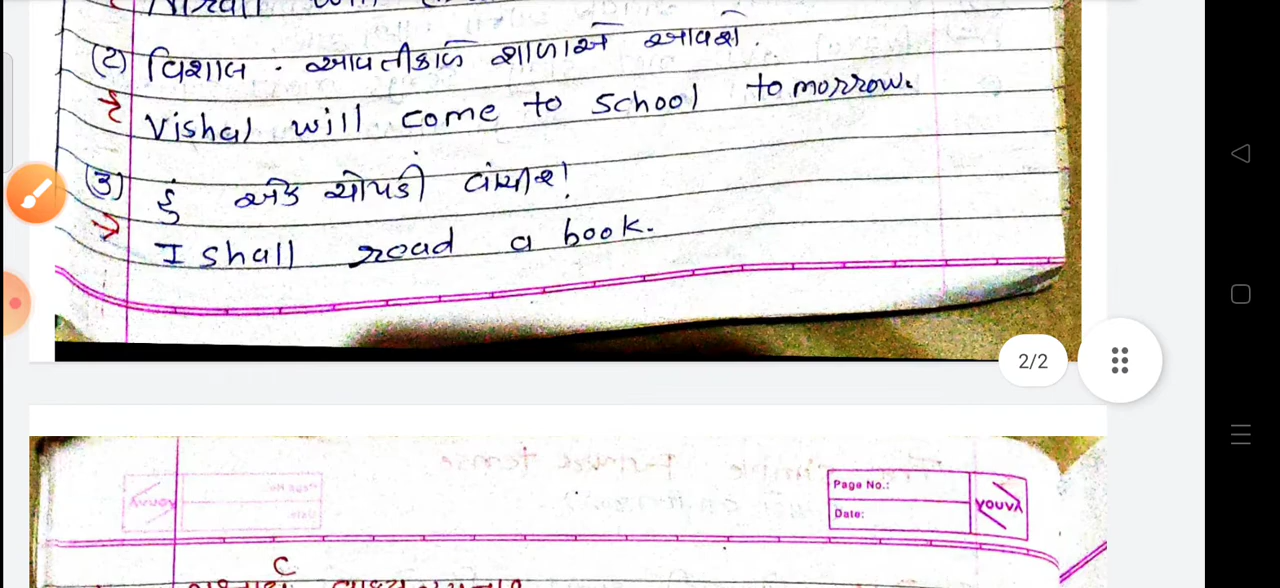 (૨) વિશાલ . આવતીકાલે શાળાએ આવશે.
→ Vishal will come to school tomorrow.
(૩) હું એક ચોપડી વાંચીશ!
→ I shall read a book.
2/2
Page No.:
Date:
YOUVA